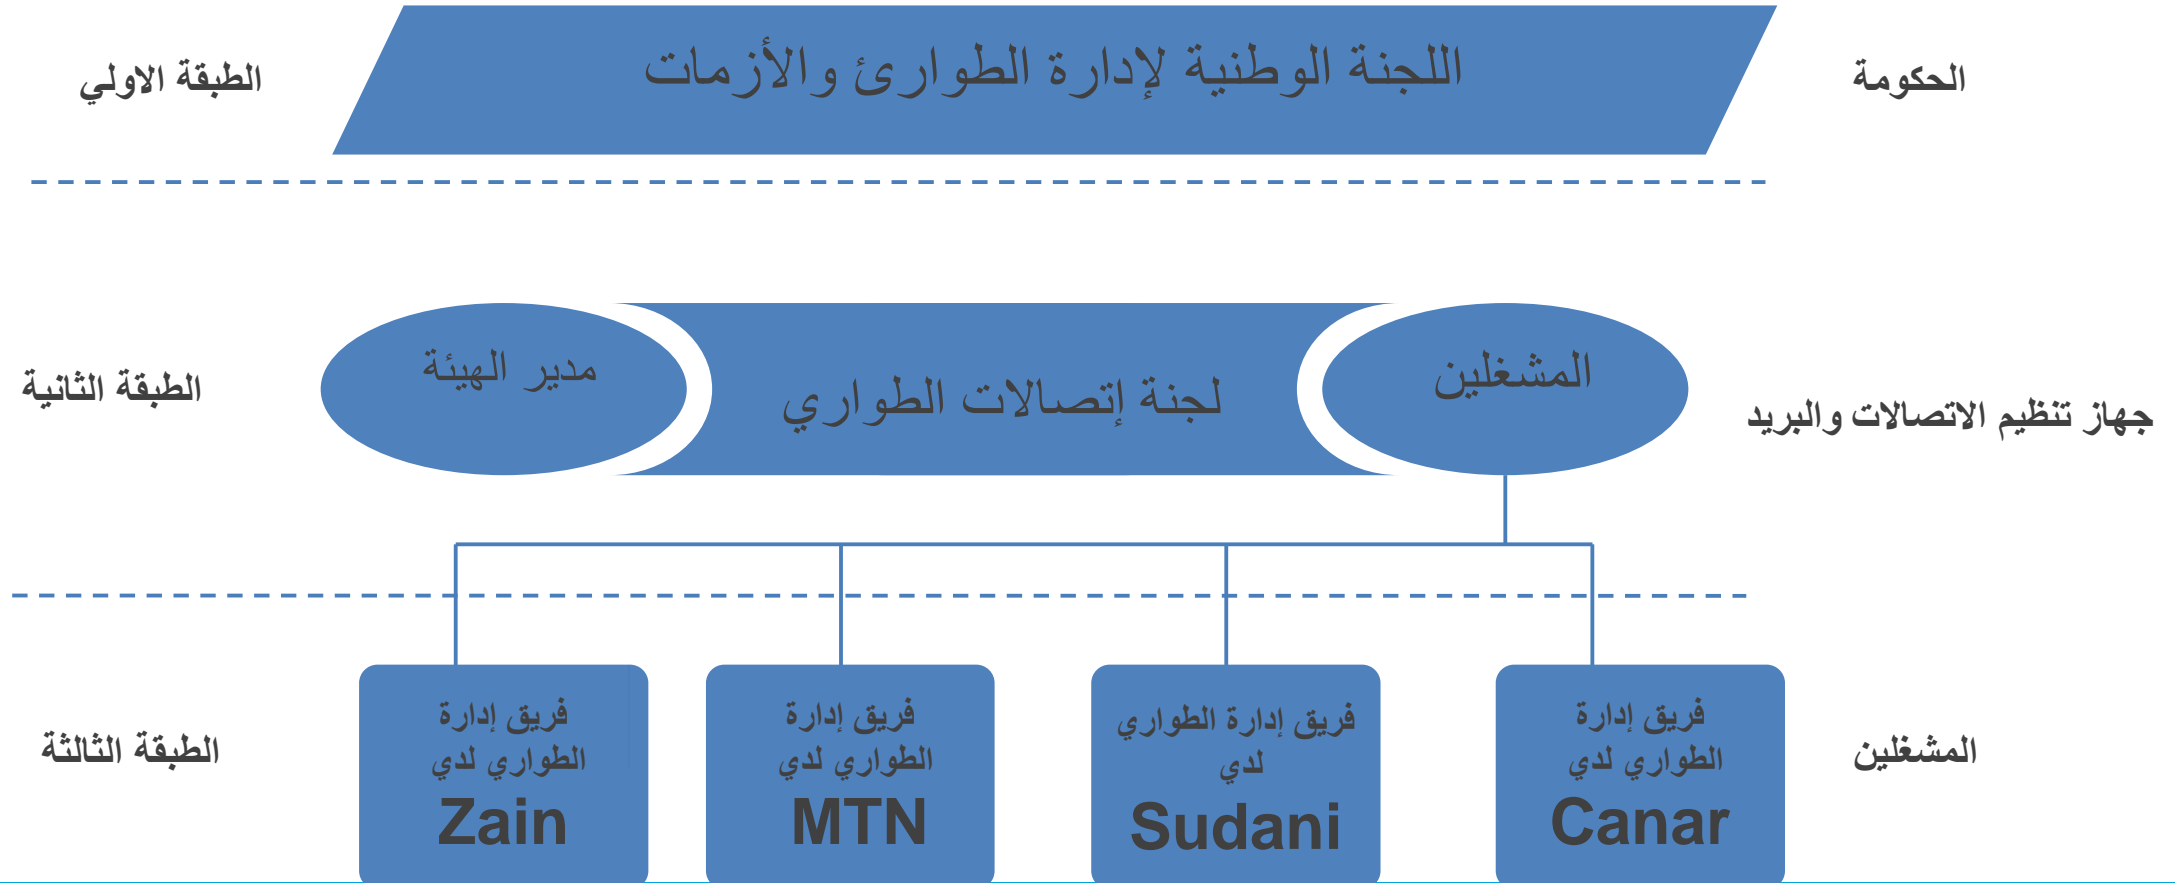 الحكومة
اللجنة الوطنية لإدارة الطوارئ والأزمات
الطبقة الاولي
جهاز تنظيم الاتصالات والبريد
المشغلين
لجنة إتصالات الطواري
مدير الهيئة
الطبقة الثانية
المشغلين
فريق إدارة
الطواري لدي
Canar
فريق إدارة الطواري
لدي
Sudani
فريق إدارة
الطواري لدي
MTN
فريق إدارة
الطواري لدي
Zain
الطبقة الثالثة